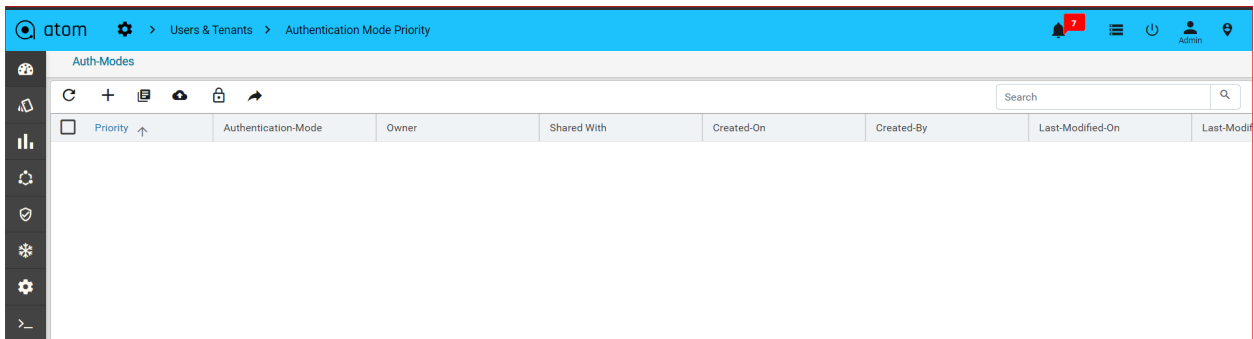 atom > Users & Tenants > Authentication Mode Priority 7 Admin
Auth-Modes
Search
Priority Authentication-Mode Owner Shared With Created-On Created-By Last-Modified-On Last-Modif